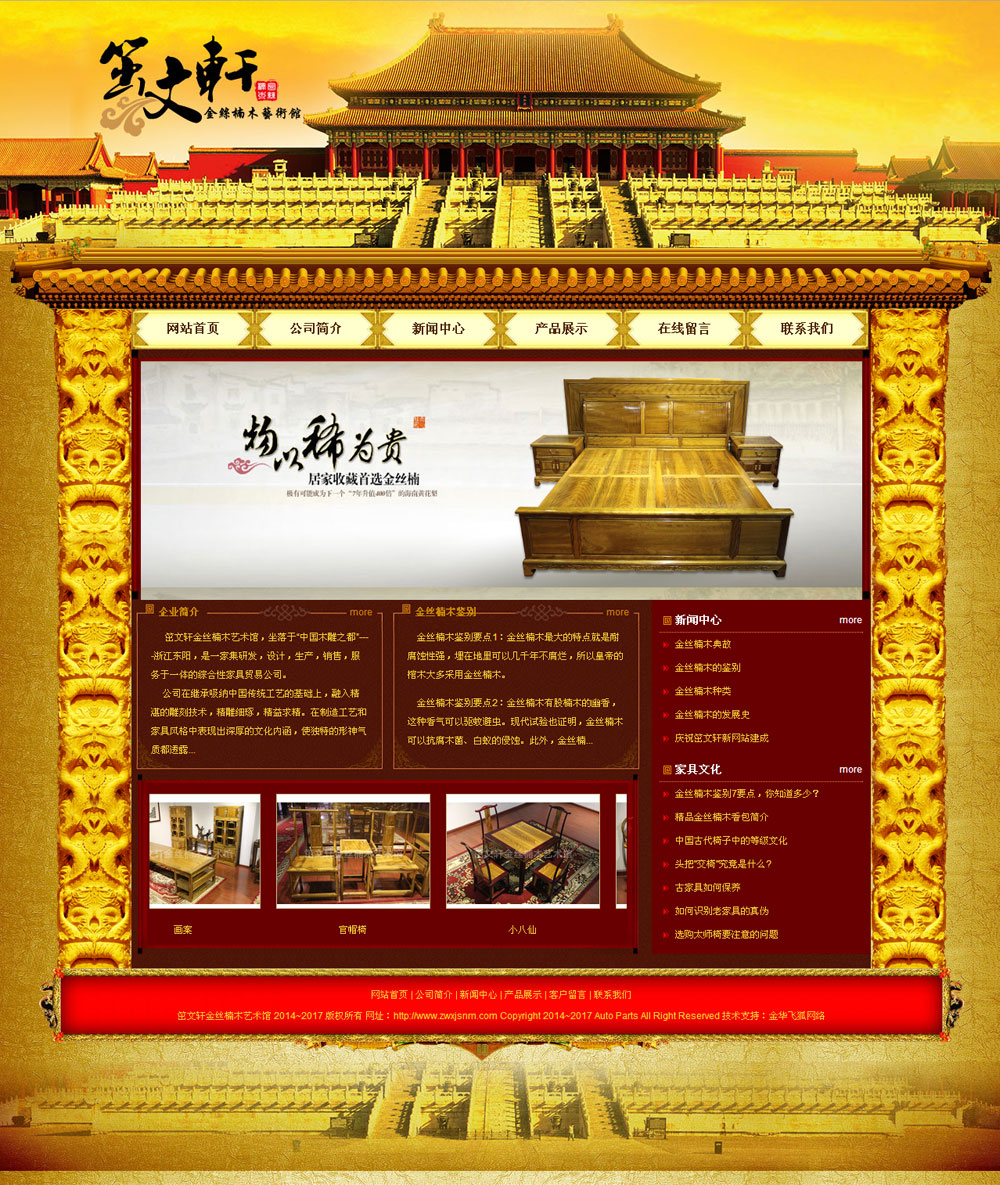 笜文軒
金絲楠木藝術館
网站首页
公司简介
新闻中心
产品展示
在线留言
联系我们
物以稀为贵
居家收藏首选金丝楠
极有可能成为下一个“7年升值400倍”的海南黄花梨
企业简介
more
笜文轩金丝楠木艺术馆，坐落于“中国木雕之都”—
-浙江东阳，是一家集研发，设计，生产，销售，服
务于一体的综合性家具贸易公司。
公司在继承吸纳中国传统工艺的基础上，融入精
湛的雕刻技术，精雕细琢，精益求精。在制造工艺和
家具风格中表现出深厚的文化内涵，使独特的形神气
质都透露...
金丝楠木鉴别
more
金丝楠木鉴别要点1：金丝楠木最大的特点就是耐
腐蚀性强，埋在地里可以几千年不腐烂，所以皇帝的
棺木大多采用金丝楠木。
金丝楠木鉴别要点2：金丝楠木有股楠木的幽香，
这种香气可以驱蚊避虫。现代试验也证明，金丝楠木
可以抗腐木菌、白蚁的侵蚀。此外，金丝楠...
新闻中心
more
金丝楠木典故
金丝楠木的鉴别
金丝楠木种类
金丝楠木的发展史
庆祝笜文轩新网站建成
家具文化
more
金丝楠木鉴别7要点，你知道多少？
精品金丝楠木香包简介
中国古代椅子中的等级文化
头把“交椅”究竟是什么？
古家具如何保养
如何识别老家具的真伪
选购太师椅要注意的问题
画案
官帽椅
小八仙
网站首页 | 公司简介 | 新闻中心 | 产品展示 | 客户留言 | 联系我们
笜文轩金丝楠木艺术馆 2014~2017 版权所有 网址：http://www.zwxjsnm.com Copyright 2014~2017 Auto Parts All Right Reserved 技术支持：金华飞狐网络